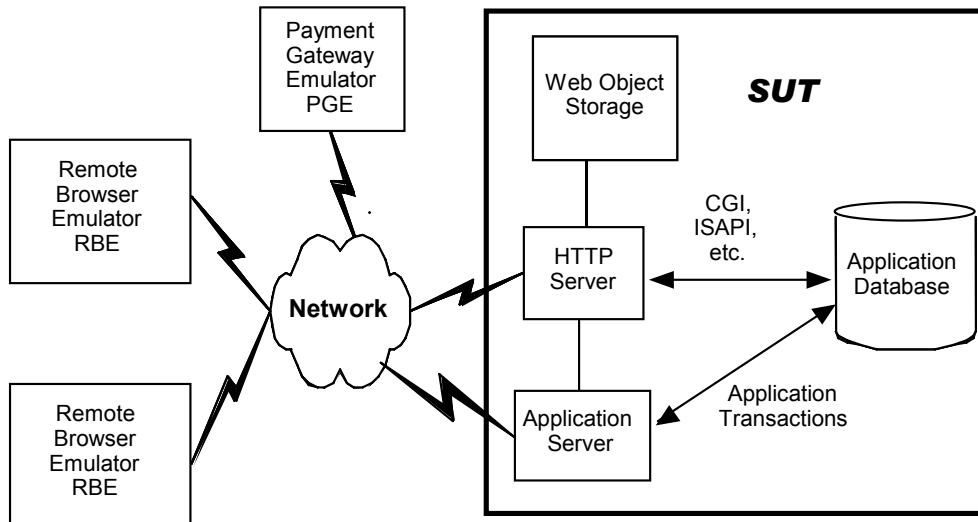 Payment
Gateway
Emulator
PGE
Web Object
Storage
SUT
Remote
Browser
Emulator
RBE
CGI,
ISAPI,
etc.
HTTP
Server
Application
Database
Network
Remote
Browser
Emulator
RBE
Application
Server
Application
Transactions